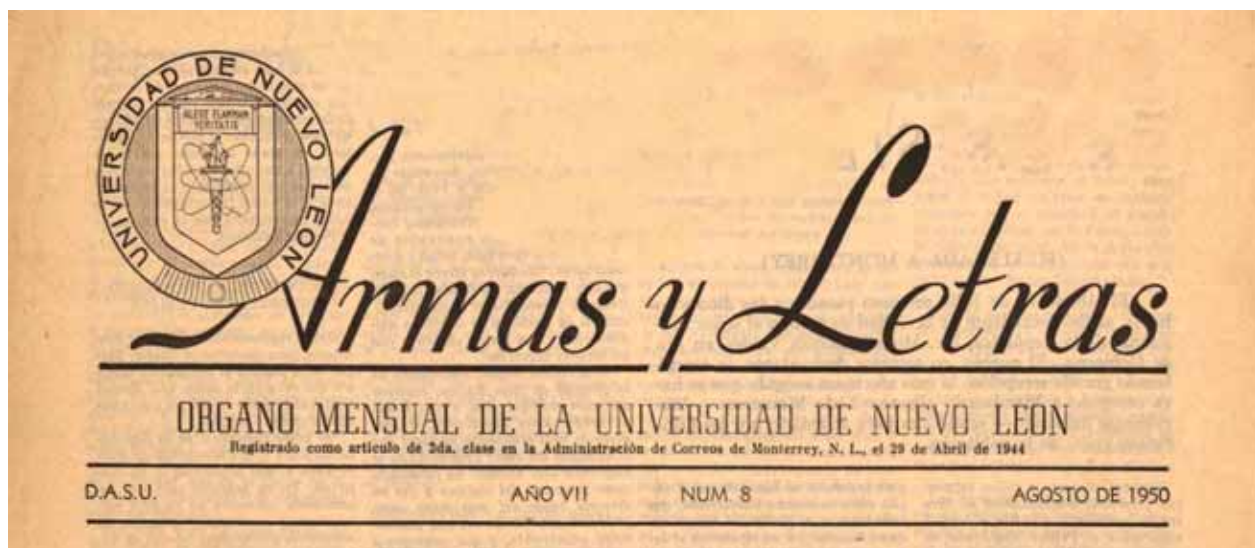 UNIVERSIDAD DE NUEVO LEON
ALERE FLAMMAM
VERITATIS
Armas y Letras
ORGANO MENSUAL DE LA UNIVERSIDAD DE NUEVO LEON
Registrado como artículo de 2da. clase en la Administración de Correos de Monterrey, N. L., el 29 de Abril de 1944
D.A.S.U. AÑO VII NUM. 8 AGOSTO DE 1950